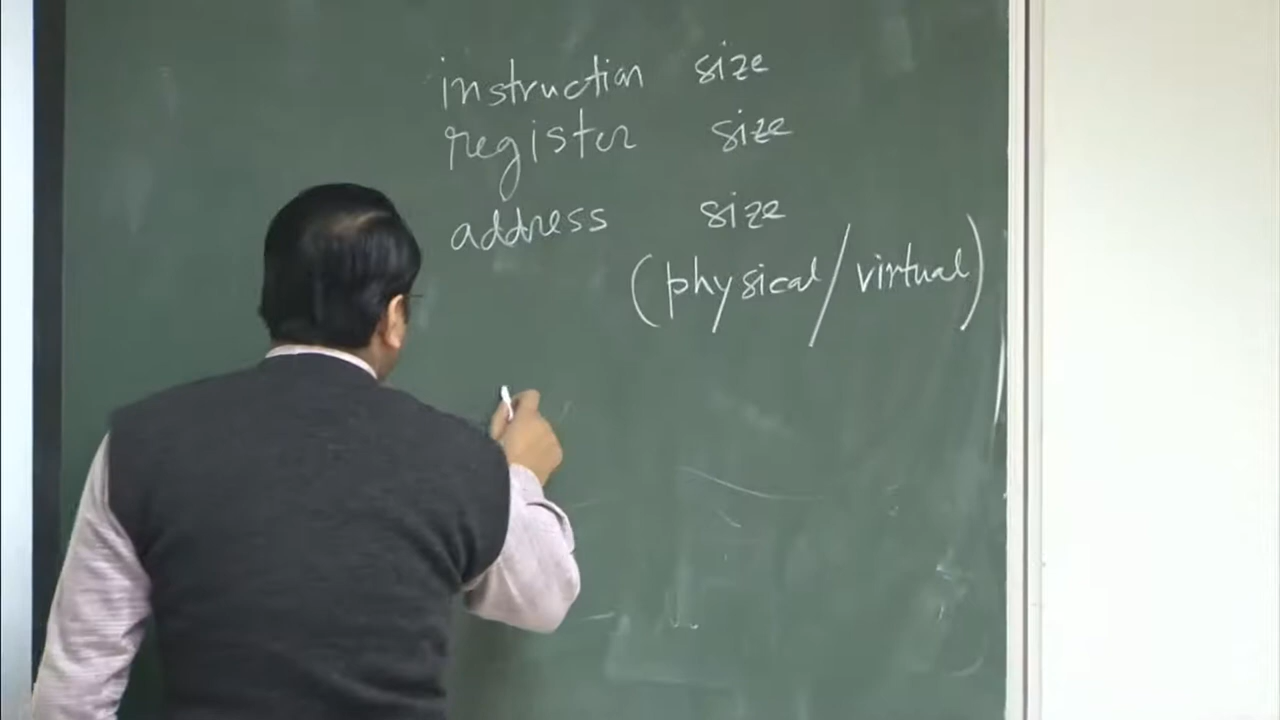 instruction size
register size
address size
(physical/virtual)